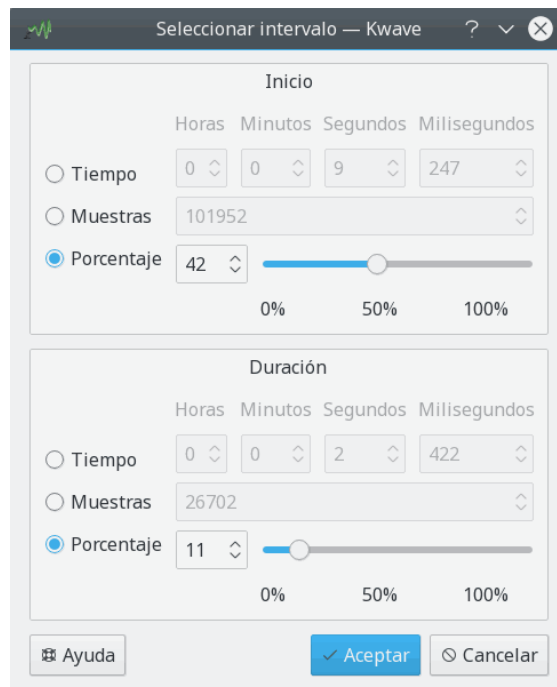 Seleccionar intervalo — Kwave ?
Inicio
Horas Minutos Segundos Milisegundos
Tiempo 0 0 9 247
Muestras 101952
Porcentaje 42
0% 50% 100%
Duración
Horas Minutos Segundos Milisegundos
Tiempo 0 0 2 422
Muestras 26702
Porcentaje 11
0% 50% 100%
Ayuda Aceptar Cancelar